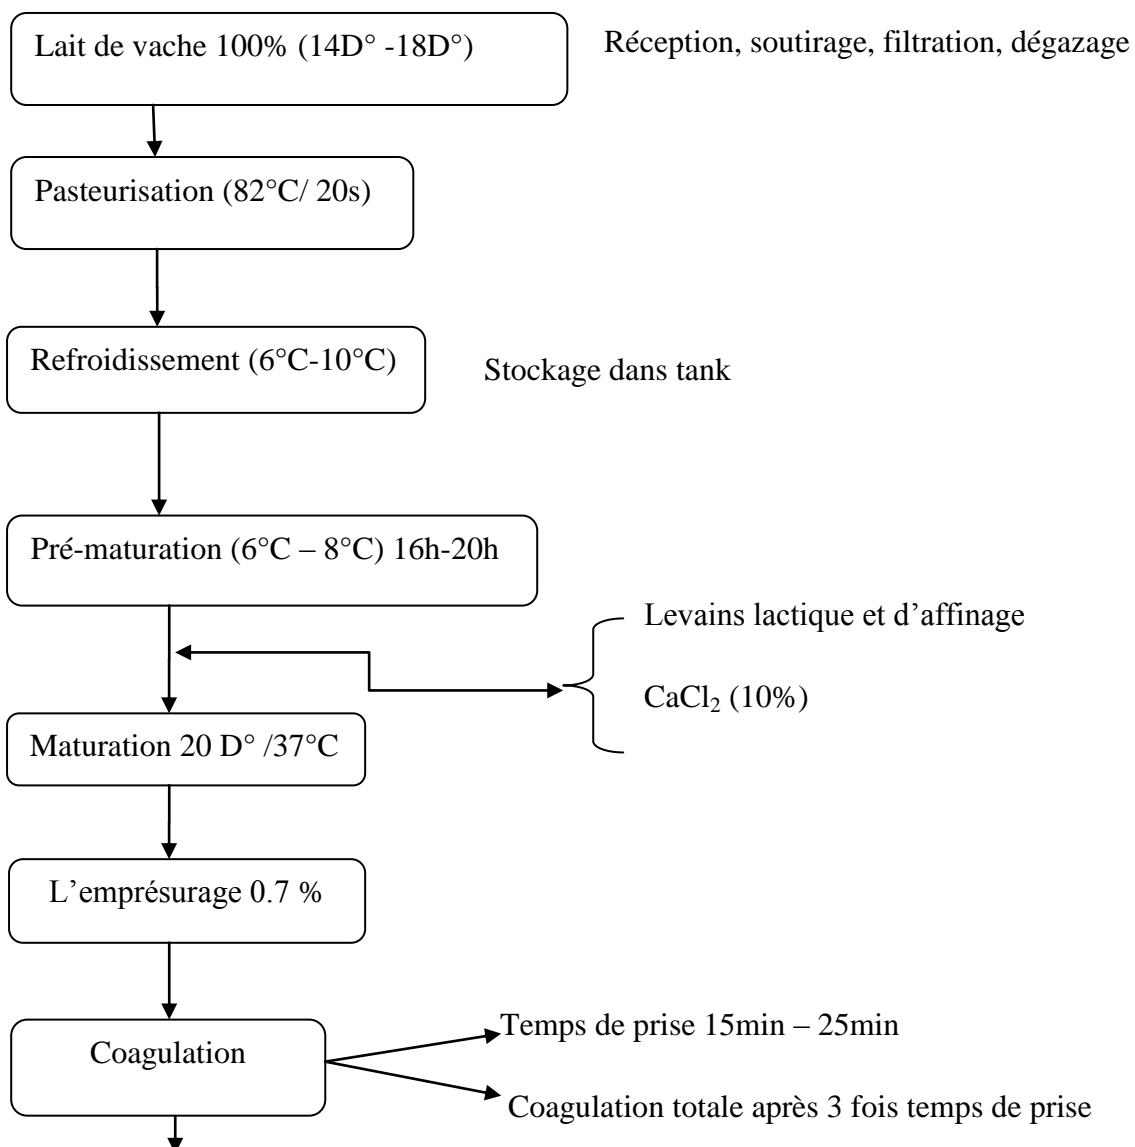 Lait de vache 100% (14D° -18D°)
Réception, soutirage, filtration, dégazage
Pasteurisation (82°C/ 20s)
Refroidissement (6°C-10°C)
Stockage dans tank
Pré-maturation (6°C – 8°C) 16h-20h
Levains lactique et d’affinage
CaCl₂ (10%)
Maturation 20 D° /37°C
L’emprésurage 0.7 %
Coagulation
Temps de prise 15min – 25min
Coagulation totale après 3 fois temps de prise